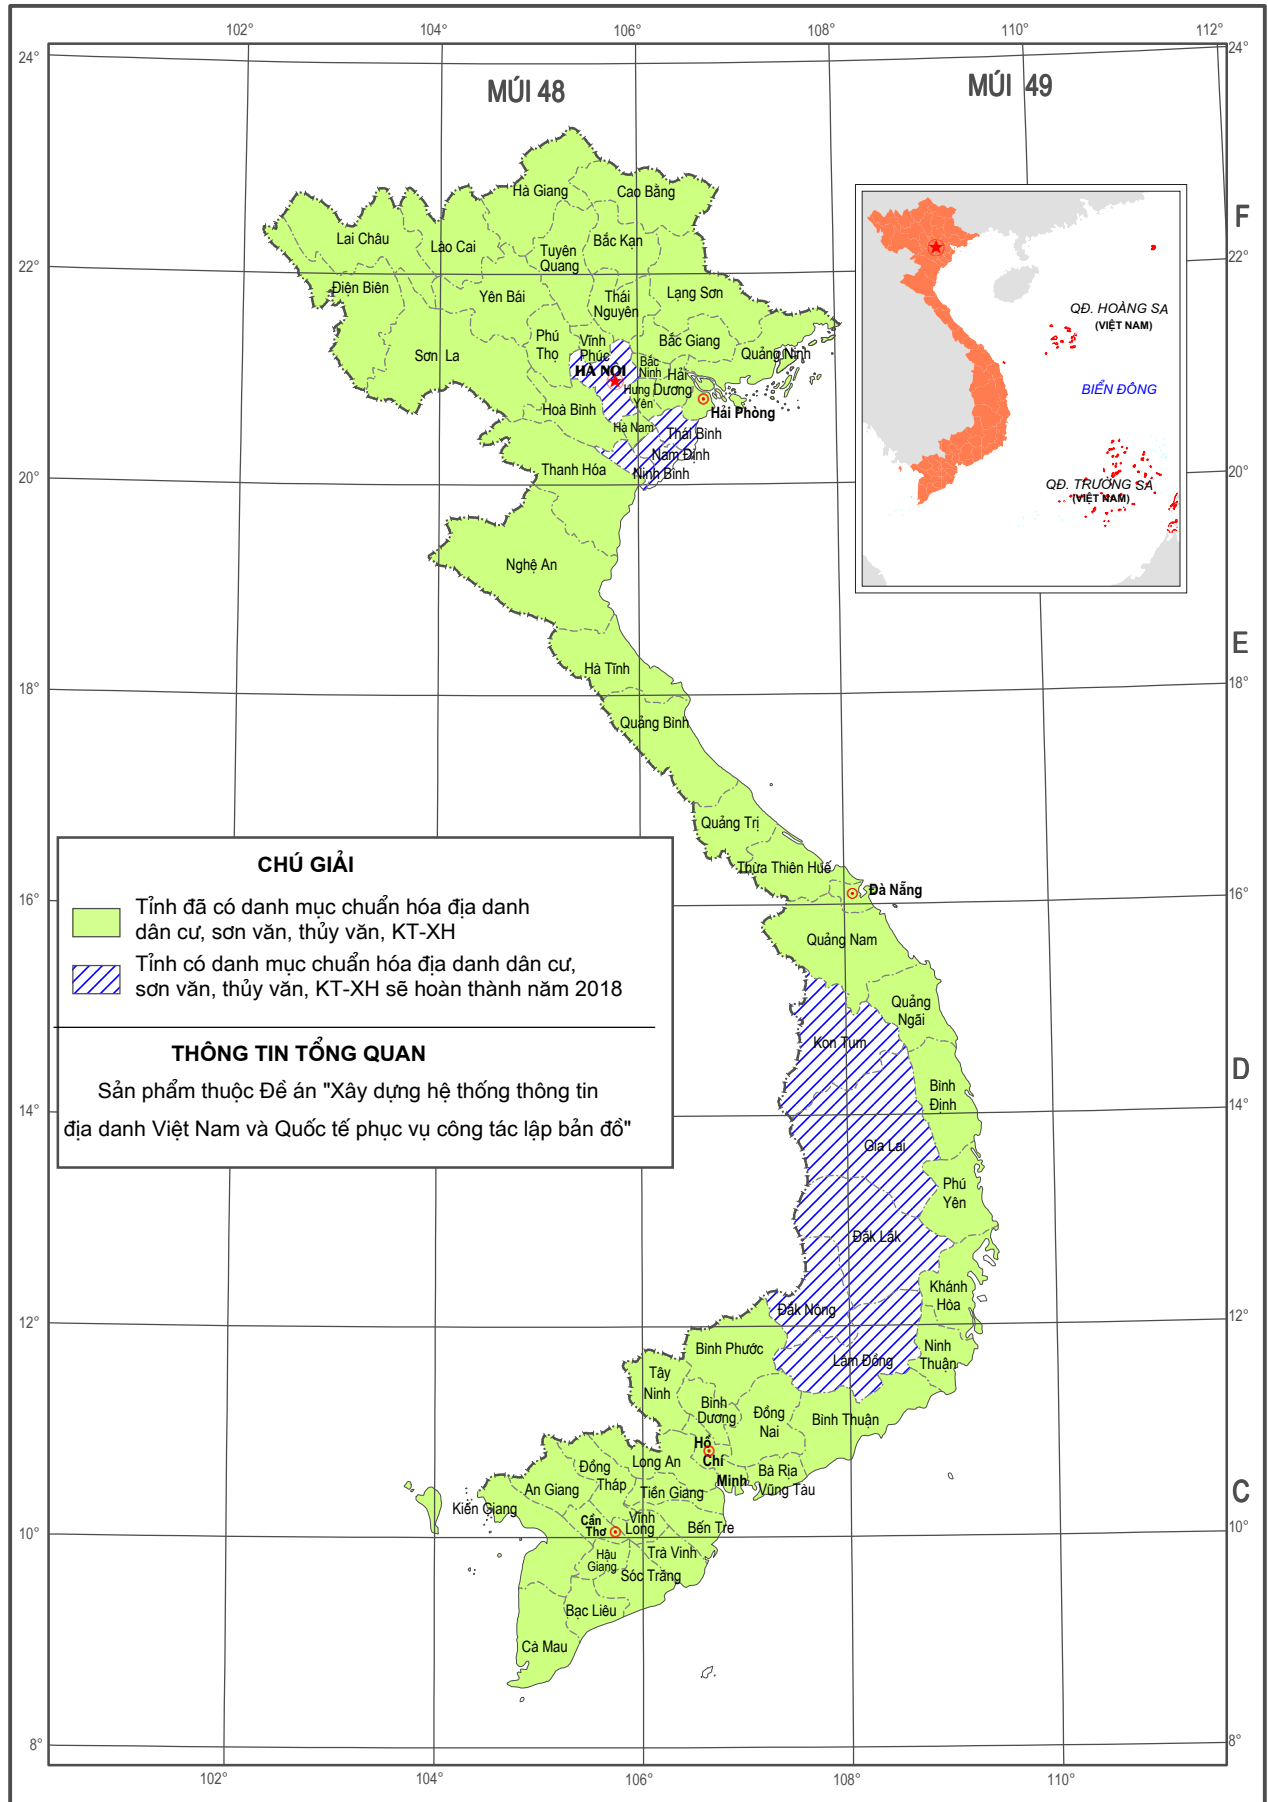 102°
104°
106°
108°
110°
112°
24°
24°
MÚI 48
MÚI 49
Hà Giang
Cao Bằng
F
Lai Châu
Lào Cai
Bắc Kạn
Tuyên
Quang
22°
22°
Điện Biên
Yên Bái
Thái
Nguyên
Lạng Sơn
QĐ. HOÀNG SA
(VIỆT NAM)
Phú
Thọ
Vĩnh
Phúc
Bắc Giang
Quảng Ninh
Sơn La
HÀ NỘI
Bắc
Ninh
Hải
Dương
Hưng
Yên
BIỂN ĐÔNG
Hoà Bình
Hải Phòng
Hà Nam
Thái Bình
Nam Định
Ninh Bình
Thanh Hóa
20°
20°
QĐ. TRƯỜNG SA
(VIỆT NAM)
Nghệ An
E
Hà Tĩnh
18°
18°
Quảng Bình
Quảng Trị
Thừa Thiên Huế
Đà Nẵng
16°
16°
CHÚ GIẢI
Tỉnh đã có danh mục chuẩn hóa địa danh
dân cư, sơn văn, thủy văn, KT-XH
Tỉnh có danh mục chuẩn hóa địa danh dân cư,
sơn văn, thủy văn, KT-XH sẽ hoàn thành năm 2018
THÔNG TIN TỔNG QUAN
Sản phẩm thuộc Đề án "Xây dựng hệ thống thông tin
địa danh Việt Nam và Quốc tế phục vụ công tác lập bản đồ"
Quảng Nam
Quảng
Ngãi
Kon Tum
D
Bình
Định
14°
14°
Gia Lai
Phú
Yên
Đắk Lắk
Khánh
Hòa
Đắk Nông
12°
12°
Bình Phước
Lâm Đồng
Ninh
Thuận
Tây
Ninh
Bình
Dương
Đồng
Nai
Bình Thuận
Hồ
Chí
Minh
Long An
Đồng
Tháp
Bà Rịa
Vũng Tàu
An Giang
Tiền Giang
C
Kiên Giang
Cần
Thơ
Vĩnh
Long
Bến Tre
10°
10°
Hậu
Giang
Trà Vinh
Sóc Trăng
Bạc Liêu
Cà Mau
8°
8°
102°
104°
106°
108°
110°